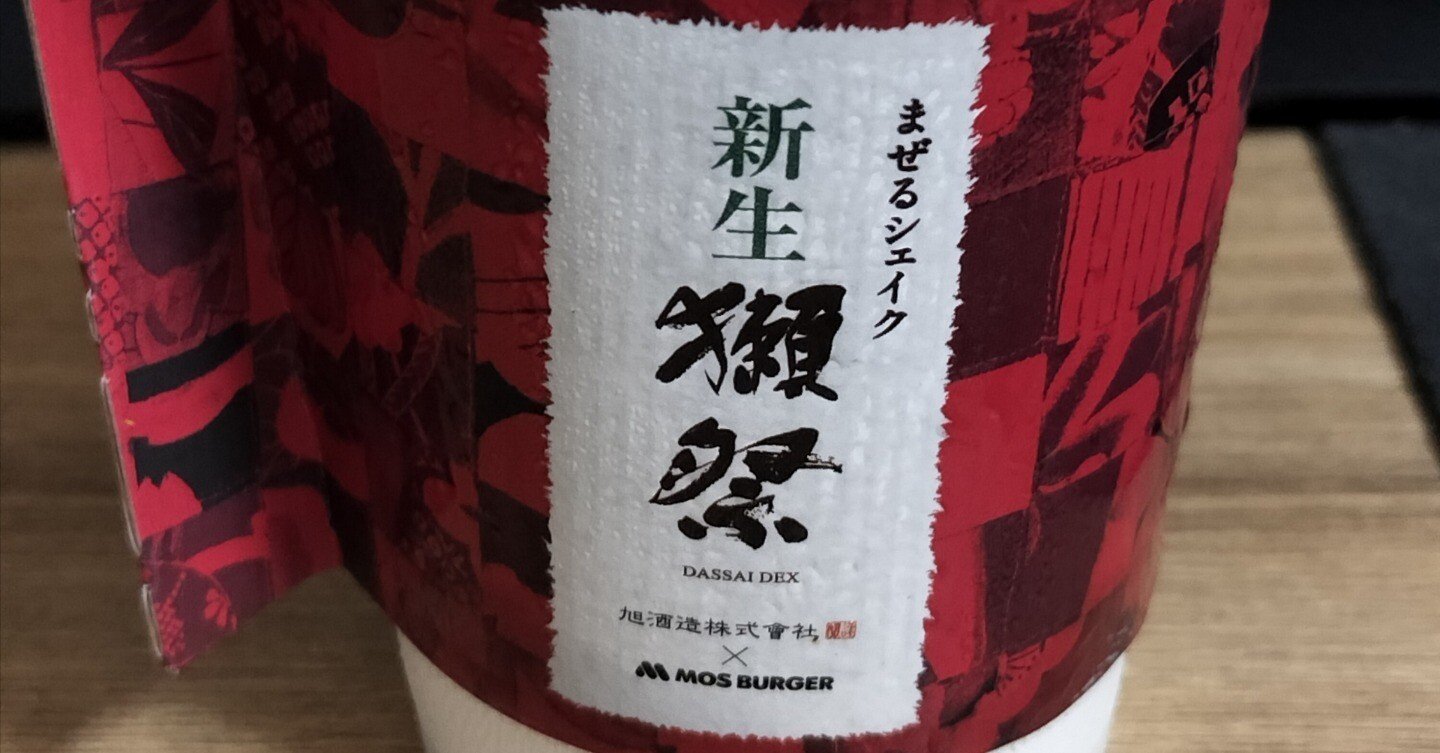 まぜるシェイク
新生
獺祭
DASSAI DEX
旭酒造株式會社
×
MOS BURGER